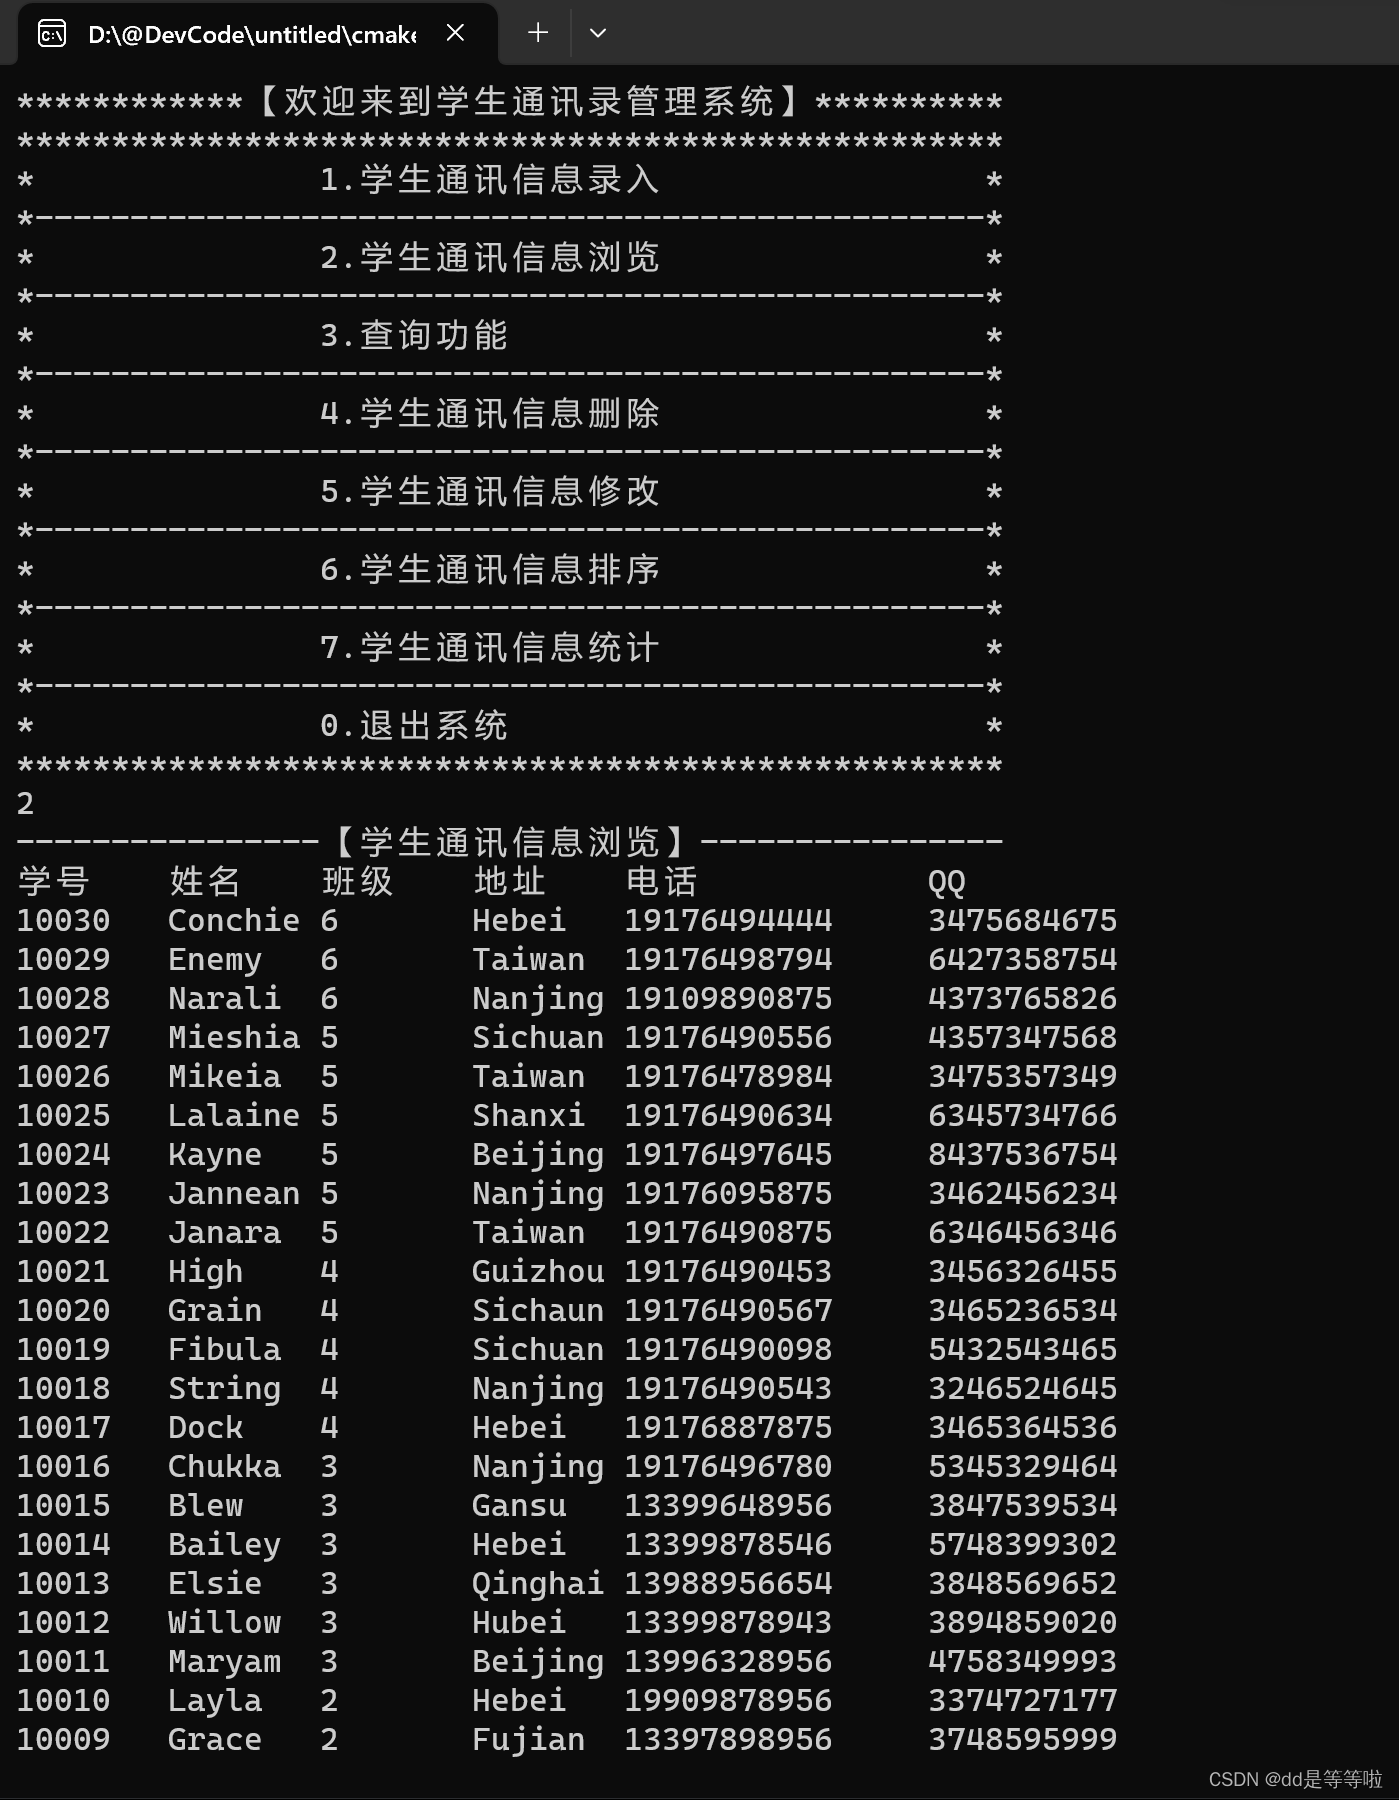 D:\@DevCode\untitled\cmake
************【欢迎来到学生通讯录管理系统】**********
****************************************************
*               1.学生通讯信息录入                 *
*--------------------------------------------------*
*               2.学生通讯信息浏览                 *
*--------------------------------------------------*
*               3.查询功能                         *
*--------------------------------------------------*
*               4.学生通讯信息删除                 *
*--------------------------------------------------*
*               5.学生通讯信息修改                 *
*--------------------------------------------------*
*               6.学生通讯信息排序                 *
*--------------------------------------------------*
*               7.学生通讯信息统计                 *
*--------------------------------------------------*
*               0.退出系统                         *
****************************************************
2
----------------【学生通讯信息浏览】----------------
学号    姓名    班级    地址    电话            QQ
10030   Conchie 6       Hebei   19176494444     3475684675
10029   Enemy   6       Taiwan  19176498794     6427358754
10028   Narali  6       Nanjing 19109890875     4373765826
10027   Mieshia 5       Sichuan 19176490556     4357347568
10026   Mikeia  5       Taiwan  19176478984     3475357349
10025   Lalaine 5       Shanxi  19176490634     6345734766
10024   Kayne   5       Beijing 19176497645     8437536754
10023   Jannean 5       Nanjing 19176095875     3462456234
10022   Janara  5       Taiwan  19176490875     6346456346
10021   High    4       Guizhou 19176490453     3456326455
10020   Grain   4       Sichaun 19176490567     3465236534
10019   Fibula  4       Sichuan 19176490098     5432543465
10018   String  4       Nanjing 19176490543     3246524645
10017   Dock    4       Hebei   19176887875     3465364536
10016   Chukka  3       Nanjing 19176496780     5345329464
10015   Blew    3       Gansu   13399648956     3847539534
10014   Bailey  3       Hebei   13399878546     5748399302
10013   Elsie   3       Qinghai 13988956654     3848569652
10012   Willow  3       Hubei   13399878943     3894859020
10011   Maryam  3       Beijing 13996328956     4758349993
10010   Layla   2       Hebei   19909878956     3374727177
10009   Grace   2       Fujian  13397898956     3748595999
CSDN @dd是等等啦